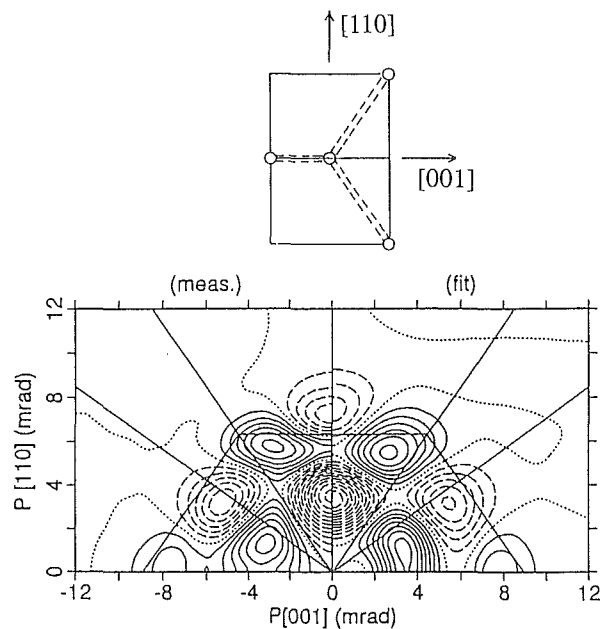 [110]
[001]
(meas.) (fit)
12
8
4
0
P [110] (mrad)
-12 -8 -4 0 4 8 12
P[001] (mrad)